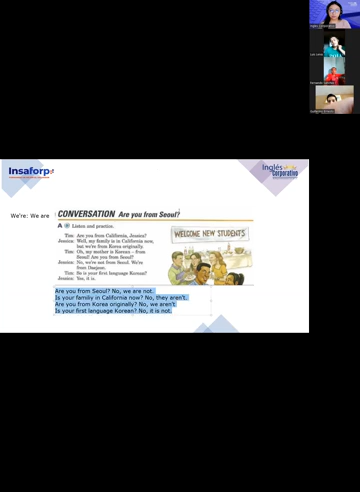 Insaforp
inglés
Corporativo
We're: We are
CONVERSATION Are you from Seoul?
A Listen and practice.
Tim: Are you from California, Jessica?
Jessica: Well, my family is in California now,
but we're from Korea originally.
Tim: Oh, my mother is Korean – from
Seoul! Are you from Seoul?
Jessica: No, we're not from Seoul. We're
from Daejeon.
Tim: So is your first language Korean?
Jessica: Yes, it is.
WELCOME NEW STUDENTS
Are you from Seoul? No, we are not.
Is your familiy in California now? No, they aren't.
Are you from Korea originally? No, we aren't.
Is your first language Korean? No, it is not.